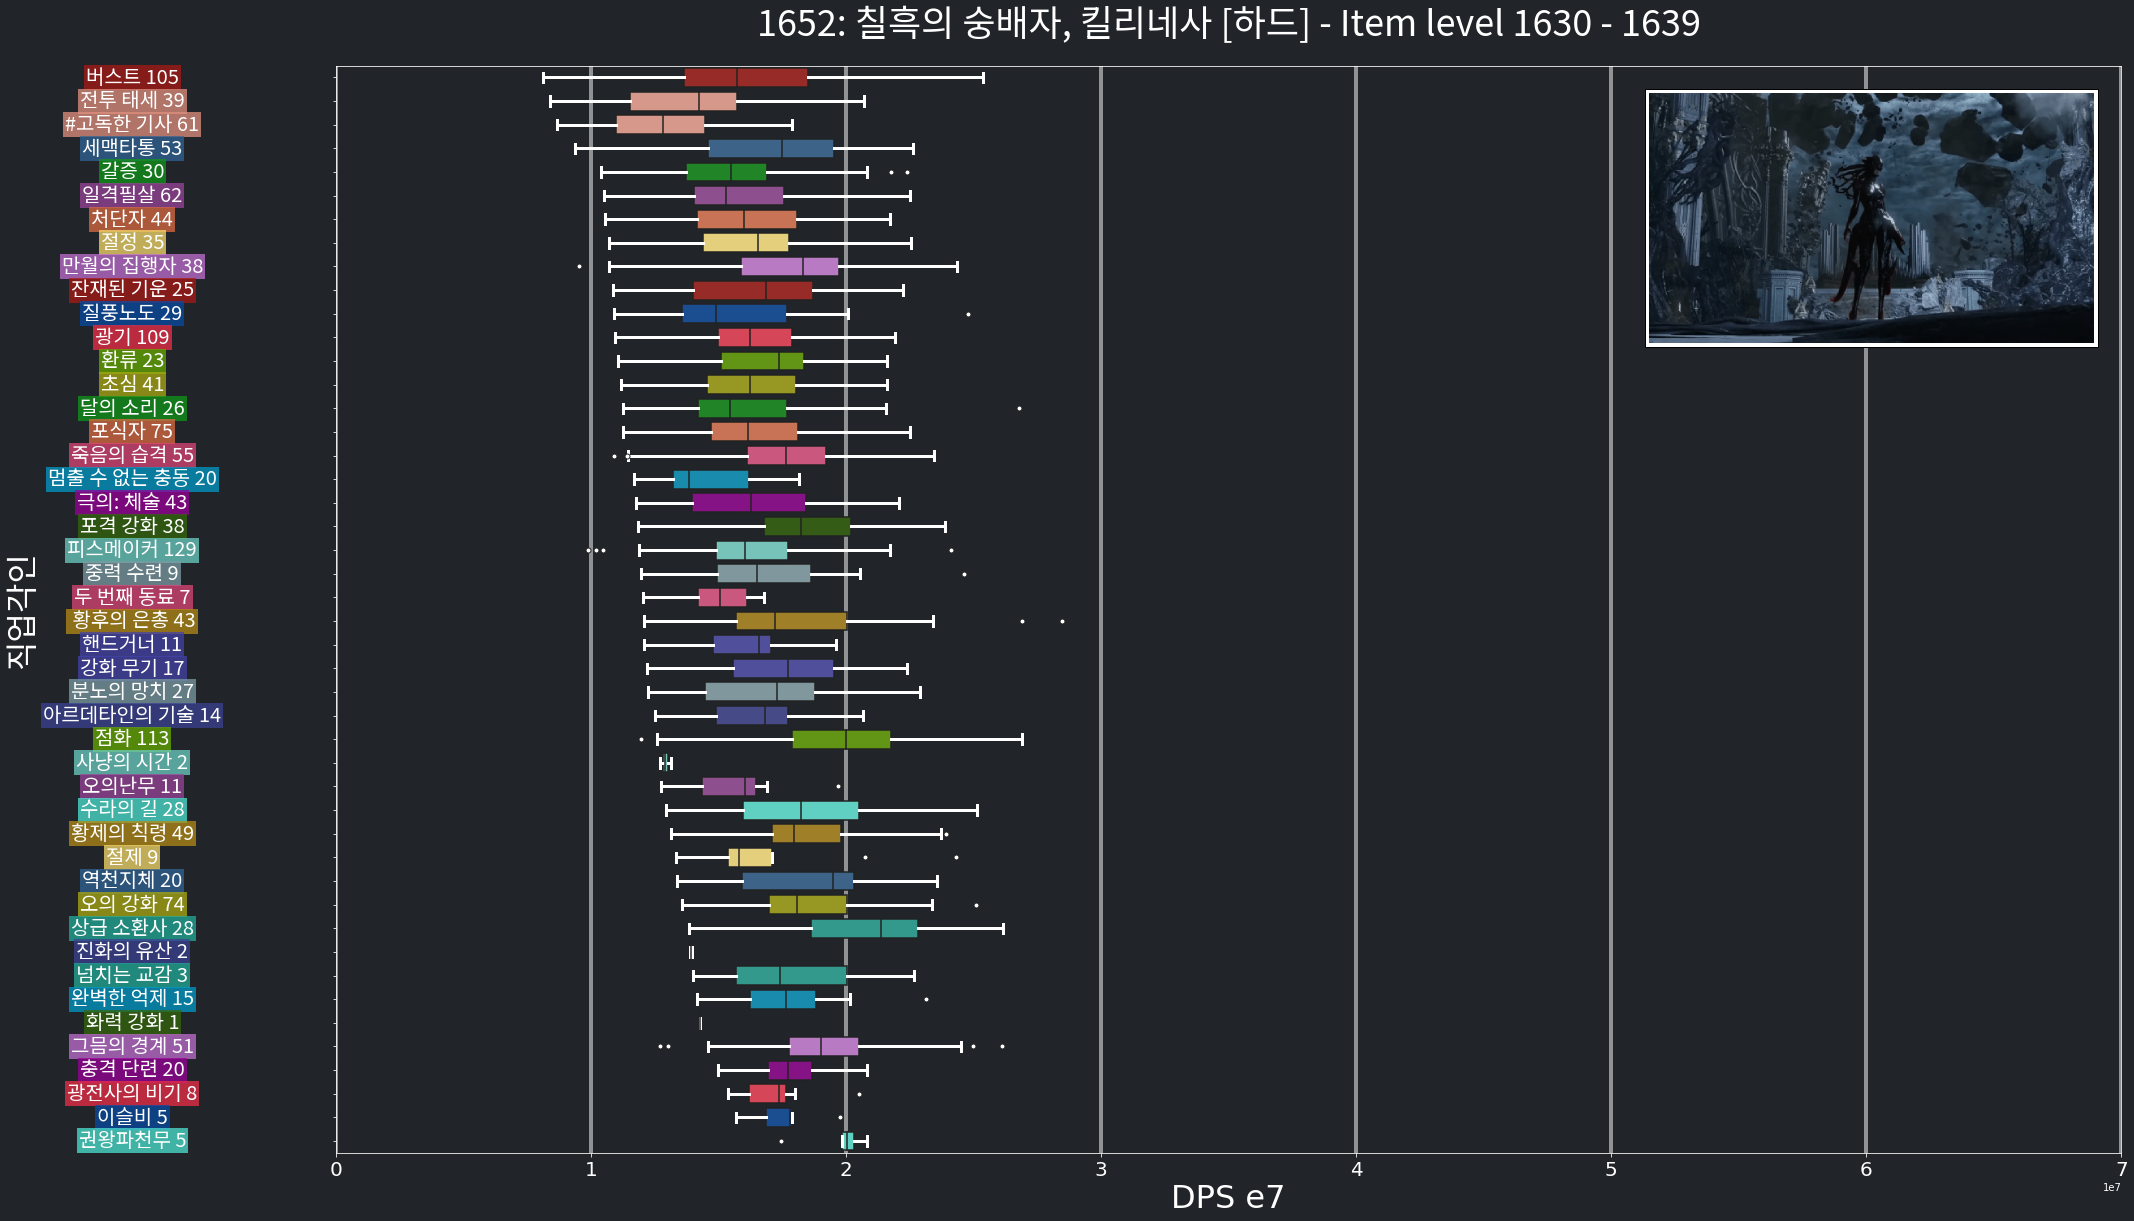 1652: 칠흑의 숭배자, 킬리네사 [하드] - Item level 1630 - 1639
직업각인
버스트 105
전투 태세 39
#고독한 기사 61
세맥타통 53
갈증 30
일격필살 62
처단자 44
절정 35
만월의 집행자 38
잔재된 기운 25
질풍노도 29
광기 109
환류 23
초심 41
달의 소리 26
포식자 75
죽음의 습격 55
멈출 수 없는 충동 20
극의: 체술 43
포격 강화 38
피스메이커 129
중력 수련 9
두 번째 동료 7
황후의 은총 43
핸드거너 11
강화 무기 17
분노의 망치 27
아르데타인의 기술 14
점화 113
사냥의 시간 2
오의난무 11
수라의 길 28
황제의 칙령 49
절제 9
역천지체 20
오의 강화 74
상급 소환사 28
진화의 유산 2
넘치는 교감 3
완벽한 억제 15
화력 강화 1
그믐의 경계 51
충격 단련 20
광전사의 비기 8
이슬비 5
권왕파천무 5
0 1 2 3 4 5 6 7
1e7
DPS e7